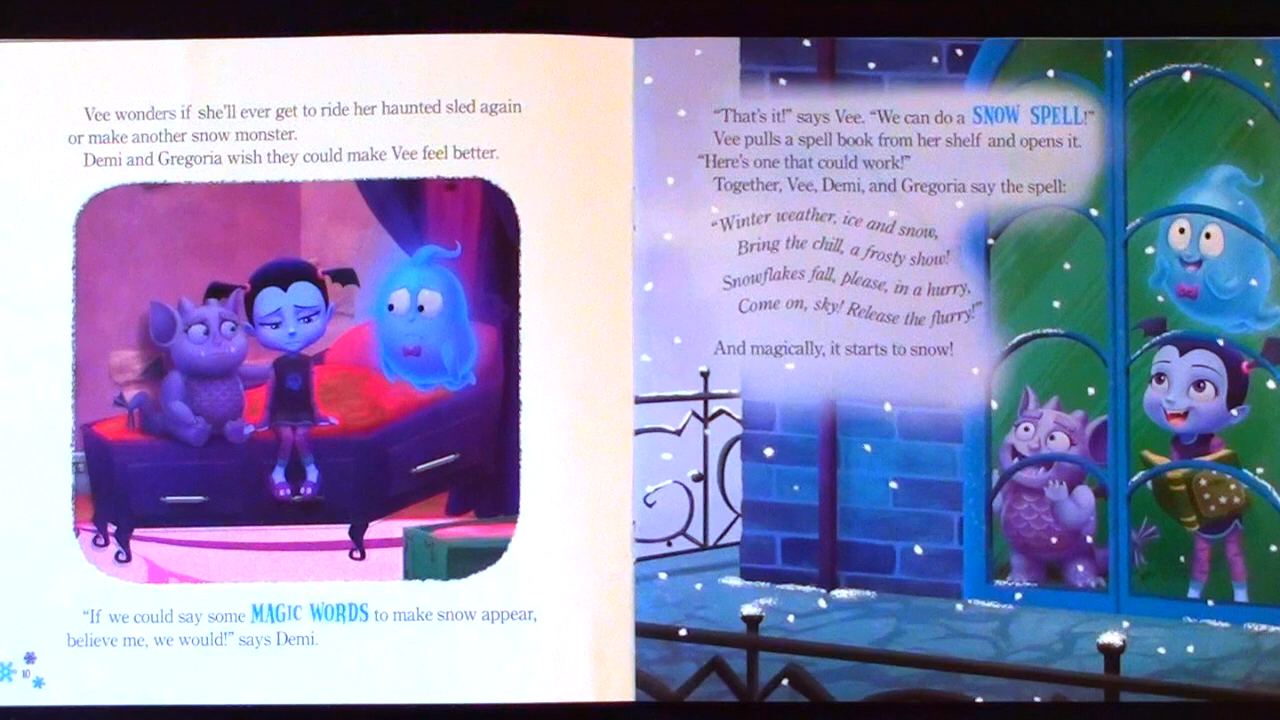 Vee wonders if she'll ever get to ride her haunted sled again
or make another snow monster.
Demi and Gregoria wish they could make Vee feel better.
"If we could say some MAGIC WORDS to make snow appear,
believe me, we would!" says Demi.
10
"That's it!" says Vee. "We can do a SNOW SPELL!"
Vee pulls a spell book from her shelf and opens it.
"Here's one that could work!"
Together, Vee, Demi, and Gregoria say the spell:
"Winter weather, ice and snow,
Bring the chill, a frosty show!
Snowflakes fall, please, in a hurry,
Come on, sky! Release the flurry!"
And magically, it starts to snow!